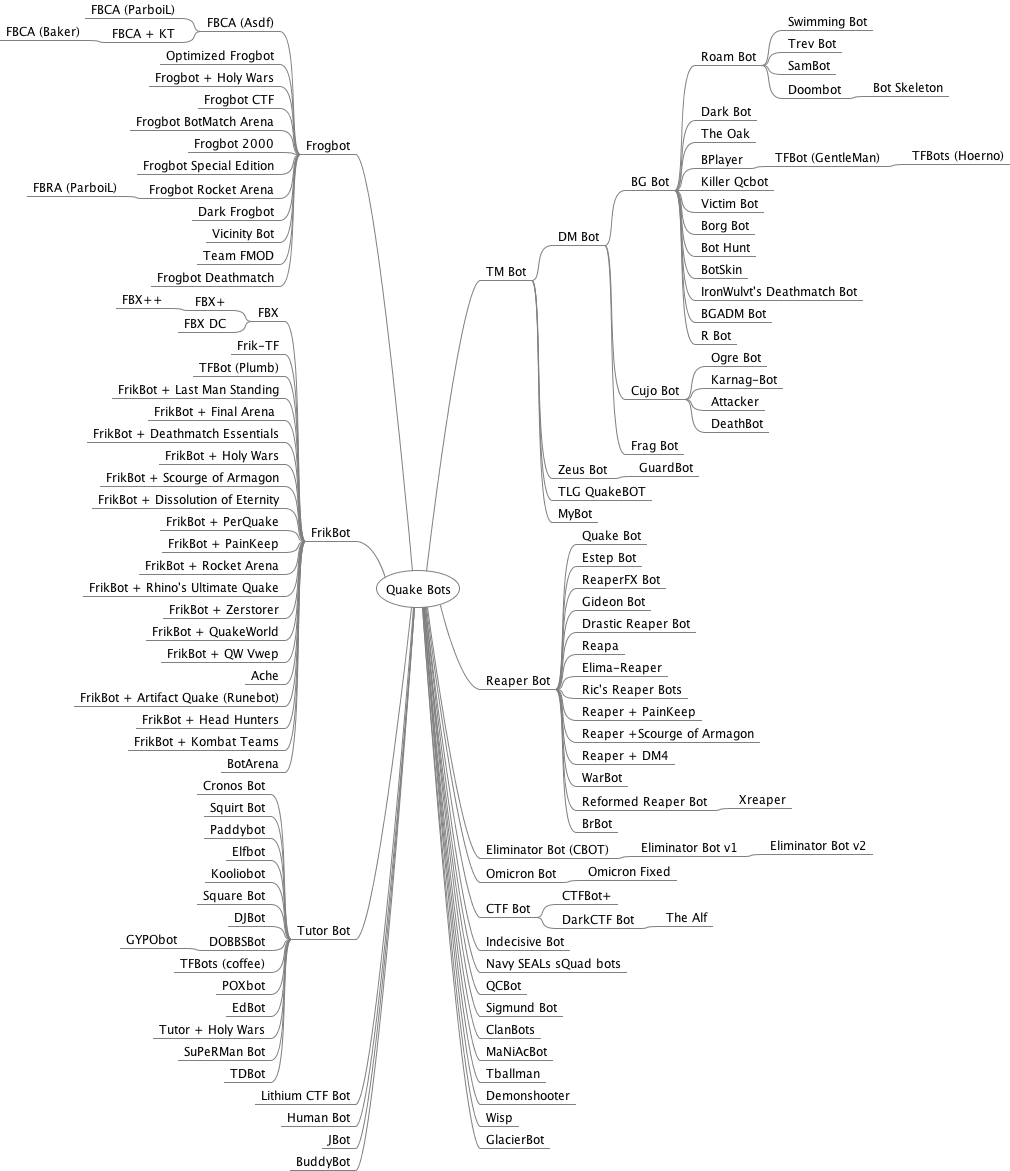 Quake Bots
Frogbot
FBCA (Asdf)
FBCA (ParboiL)
FBCA + KT
FBCA (Baker)
Optimized Frogbot
Frogbot + Holy Wars
Frogbot CTF
Frogbot BotMatch Arena
Frogbot 2000
Frogbot Special Edition
Frogbot Rocket Arena
FBRA (ParboiL)
Dark Frogbot
Vicinity Bot
Team FMOD
Frogbot Deathmatch
FrikBot
FBX
FBX+
FBX++
FBX DC
Frik-TF
TFBot (Plumb)
FrikBot + Last Man Standing
FrikBot + Final Arena
FrikBot + Deathmatch Essentials
FrikBot + Holy Wars
FrikBot + Scourge of Armagon
FrikBot + Dissolution of Eternity
FrikBot + PerQuake
FrikBot + PainKeep
FrikBot + Rocket Arena
FrikBot + Rhino's Ultimate Quake
FrikBot + Zerstorer
FrikBot + QuakeWorld
FrikBot + QW Vwep
Ache
FrikBot + Artifact Quake (Runebot)
FrikBot + Head Hunters
FrikBot + Kombat Teams
BotArena
Tutor Bot
Cronos Bot
Squirt Bot
Paddybot
Elfbot
Kooliobot
Square Bot
DJBot
DOBBSBot
GYPObot
TFBots (coffee)
POXbot
EdBot
Tutor + Holy Wars
SuPeRMan Bot
TDBot
Lithium CTF Bot
Human Bot
JBot
BuddyBot
TM Bot
DM Bot
BG Bot
Roam Bot
Swimming Bot
Trev Bot
SamBot
Doombot
Bot Skeleton
Dark Bot
The Oak
BPlayer
TFBot (GentleMan)
TFBots (Hoerno)
Killer Qcbot
Victim Bot
Borg Bot
Bot Hunt
BotSkin
IronWulvt's Deathmatch Bot
BGADM Bot
R Bot
Cujo Bot
Ogre Bot
Karnag-Bot
Attacker
DeathBot
Frag Bot
Zeus Bot
GuardBot
TLG QuakeBOT
MyBot
Reaper Bot
Quake Bot
Estep Bot
ReaperFX Bot
Gideon Bot
Drastic Reaper Bot
Reapa
Elima-Reaper
Ric's Reaper Bots
Reaper + PainKeep
Reaper +Scourge of Armagon
Reaper + DM4
WarBot
Reformed Reaper Bot
Xreaper
BrBot
Eliminator Bot (CBOT)
Eliminator Bot v1
Eliminator Bot v2
Omicron Bot
Omicron Fixed
CTF Bot
CTFBot+
DarkCTF Bot
The Alf
Indecisive Bot
Navy SEALs sQuad bots
QCBot
Sigmund Bot
ClanBots
MaNiAcBot
Tballman
Demonshooter
Wisp
GlacierBot